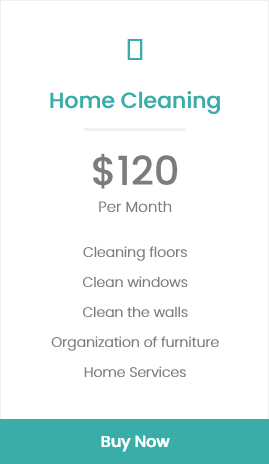 Home Cleaning
$120
Per Month
Cleaning floors
Clean windows
Clean the walls
Organization of furniture
Home Services
Buy Now